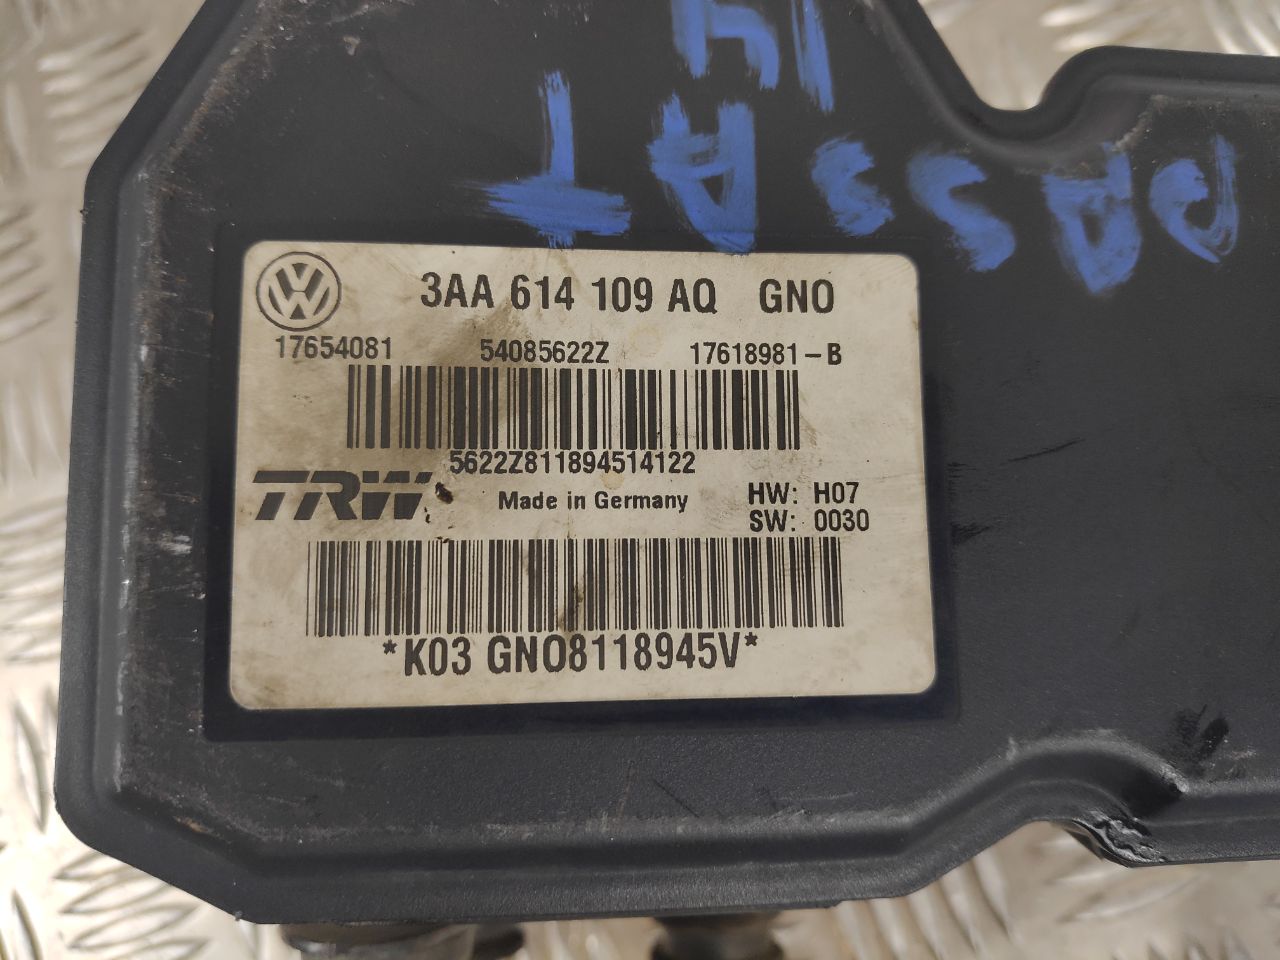 PASSAT
14
3AA 614 109 AQ GNO
17654081 54085622Z 17618981-B
5622Z811894514122
TRW Made in Germany HW: H07
SW: 0030
*K03 GNO8118945V*